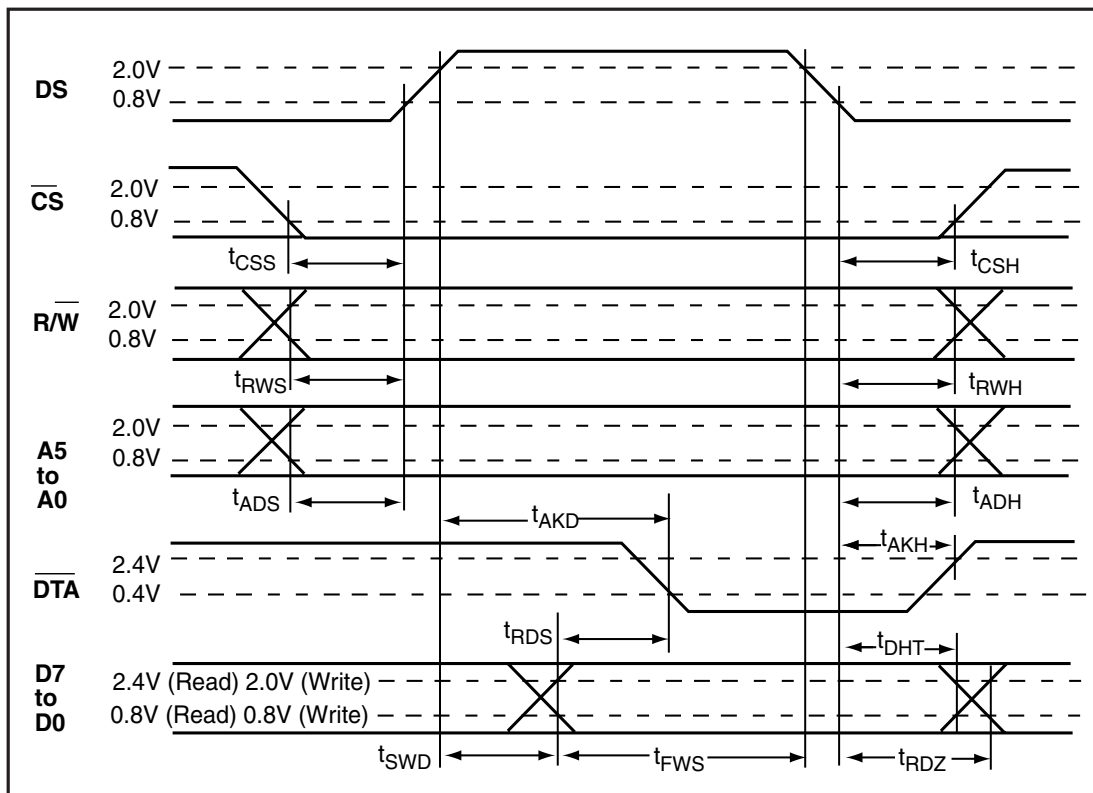 DS
2.0V
0.8V
C̅S̅
2.0V
0.8V
tCSS
tCSH
R/W̅
2.0V
0.8V
tRWS
tRWH
A5
to
A0
2.0V
0.8V
tADS
tADH
tAKD
tAKH
D̅T̅A̅
2.4V
0.4V
tRDS
tDHT
D7
to
D0
2.4V (Read) 2.0V (Write)
0.8V (Read) 0.8V (Write)
tSWD
tFWS
tRDZ